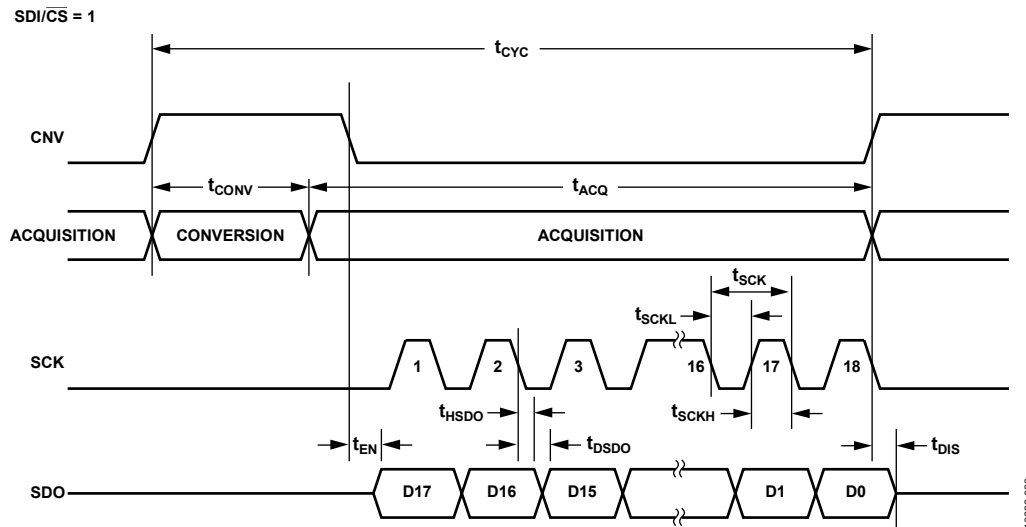 SDI/CS = 1
tCYC
CNV
tCONV
tACQ
ACQUISITION
CONVERSION
ACQUISITION
tSCK
tSCKL
SCK
1
2
3
16
17
18
tHSDO
tSCKH
tEN
tDSDO
tDIS
SDO
D17
D16
D15
D1
D0